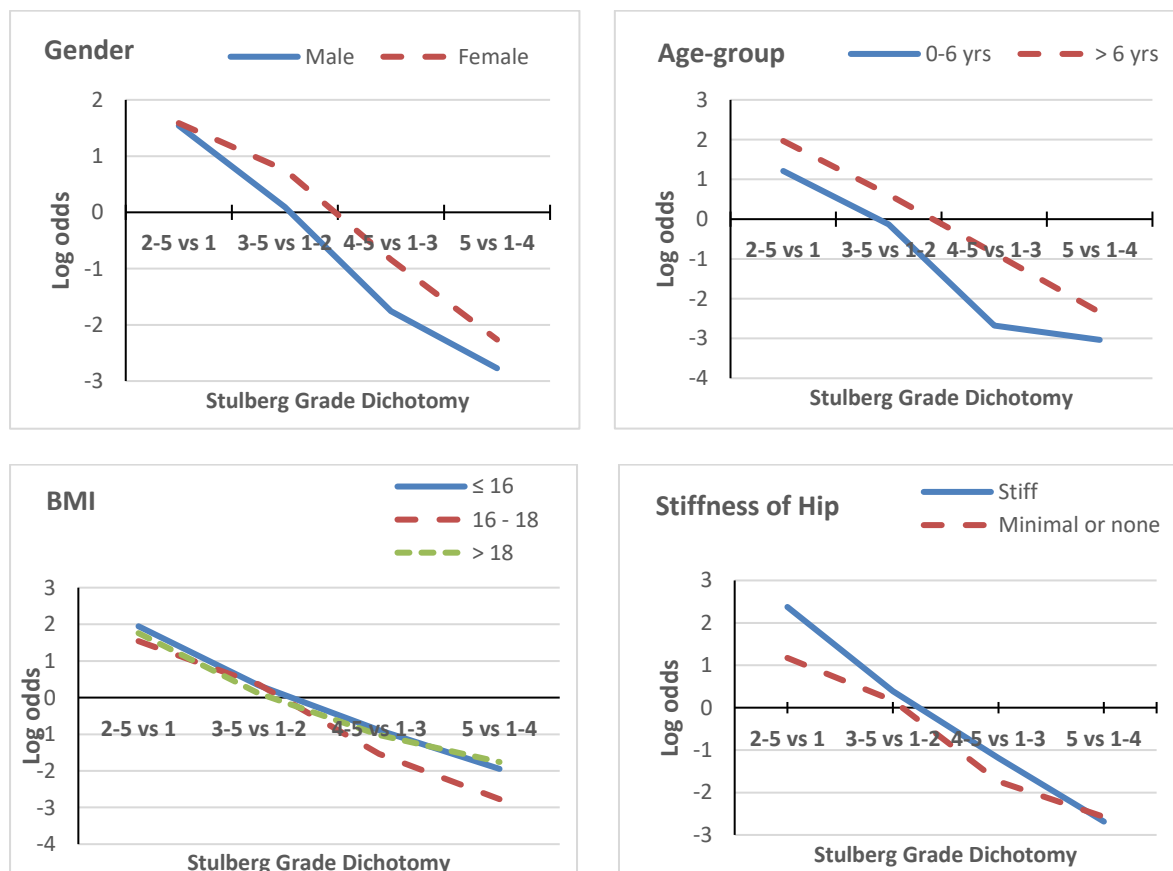 Gender
Male Female
2
1
0
-1
-2
-3
Log odds
2-5 vs 1 3-5 vs 1-2 4-5 vs 1-3 5 vs 1-4
Stulberg Grade Dichotomy
Age-group
0-6 yrs > 6 yrs
3
2
1
0
-1
-2
-3
-4
Log odds
2-5 vs 1 3-5 vs 1-2 4-5 vs 1-3 5 vs 1-4
Stulberg Grade Dichotomy
BMI
≤ 16
16 - 18
> 18
3
2
1
0
-1
-2
-3
-4
Log odds
2-5 vs 1 3-5 vs 1-2 4-5 vs 1-3 5 vs 1-4
Stulberg Grade Dichotomy
Stiffness of Hip
Stiff
Minimal or none
3
2
1
0
-1
-2
-3
Log odds
2-5 vs 1 3-5 vs 1-2 4-5 vs 1-3 5 vs 1-4
Stulberg Grade Dichotomy